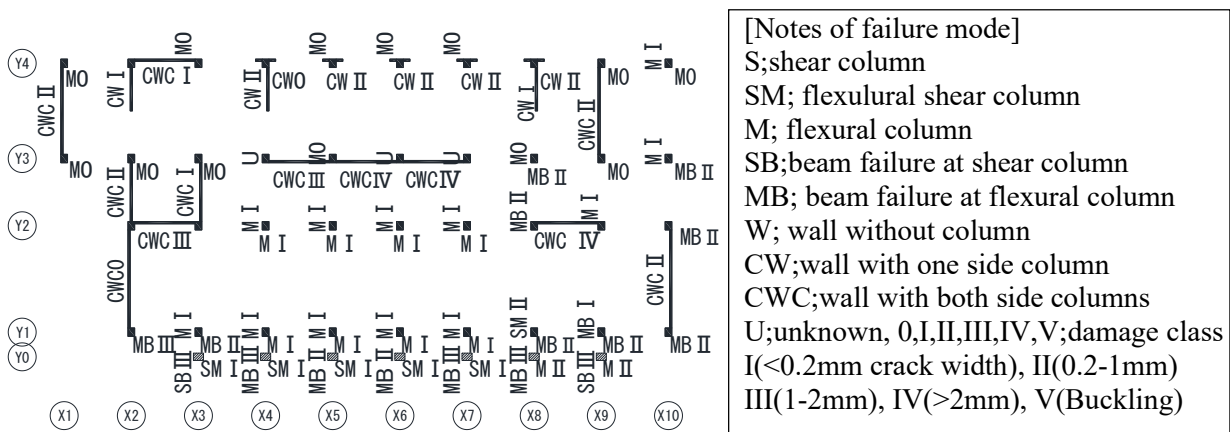 MO MO MO MO MO
Y4 MO CWC I CWO CW II CW II CW II CW II MO M I MO
CWC II CW I CW II CW I CWC II
Y3 MO MO MO U MO U U MO MO M I
CWC III CWC IV CWC IV MB II MB II
CWC II CWC I MB II M I
Y2 CWC III M I M I M I M I M I M I M I M I CWC IV MB II
CWCO CWC II
M I M I M I M I M I SM II MB I
Y1 MB III MB II M I M I M I M I MB II MB II MB II
Y0 SB III SM I MB III SM I MB II SM I MB II SM I MB III SM I MB III M II SB III M II
X1 X2 X3 X4 X5 X6 X7 X8 X9 X10
[Notes of failure mode]
S;shear column
SM; flexulural shear column
M; flexural column
SB;beam failure at shear column
MB; beam failure at flexural column
W; wall without column
CW;wall with one side column
CWC;wall with both side columns
U;unknown, 0,I,II,III,IV,V;damage class
I(<0.2mm crack width), II(0.2-1mm)
III(1-2mm), IV(>2mm), V(Buckling)